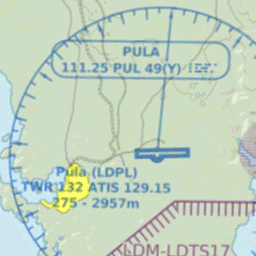 PULA
111.25 PUL 49(Y)
Pula (LDPL)
TWR 132 ATIS 129.15
275 - 2957m
LDM-LDTS17